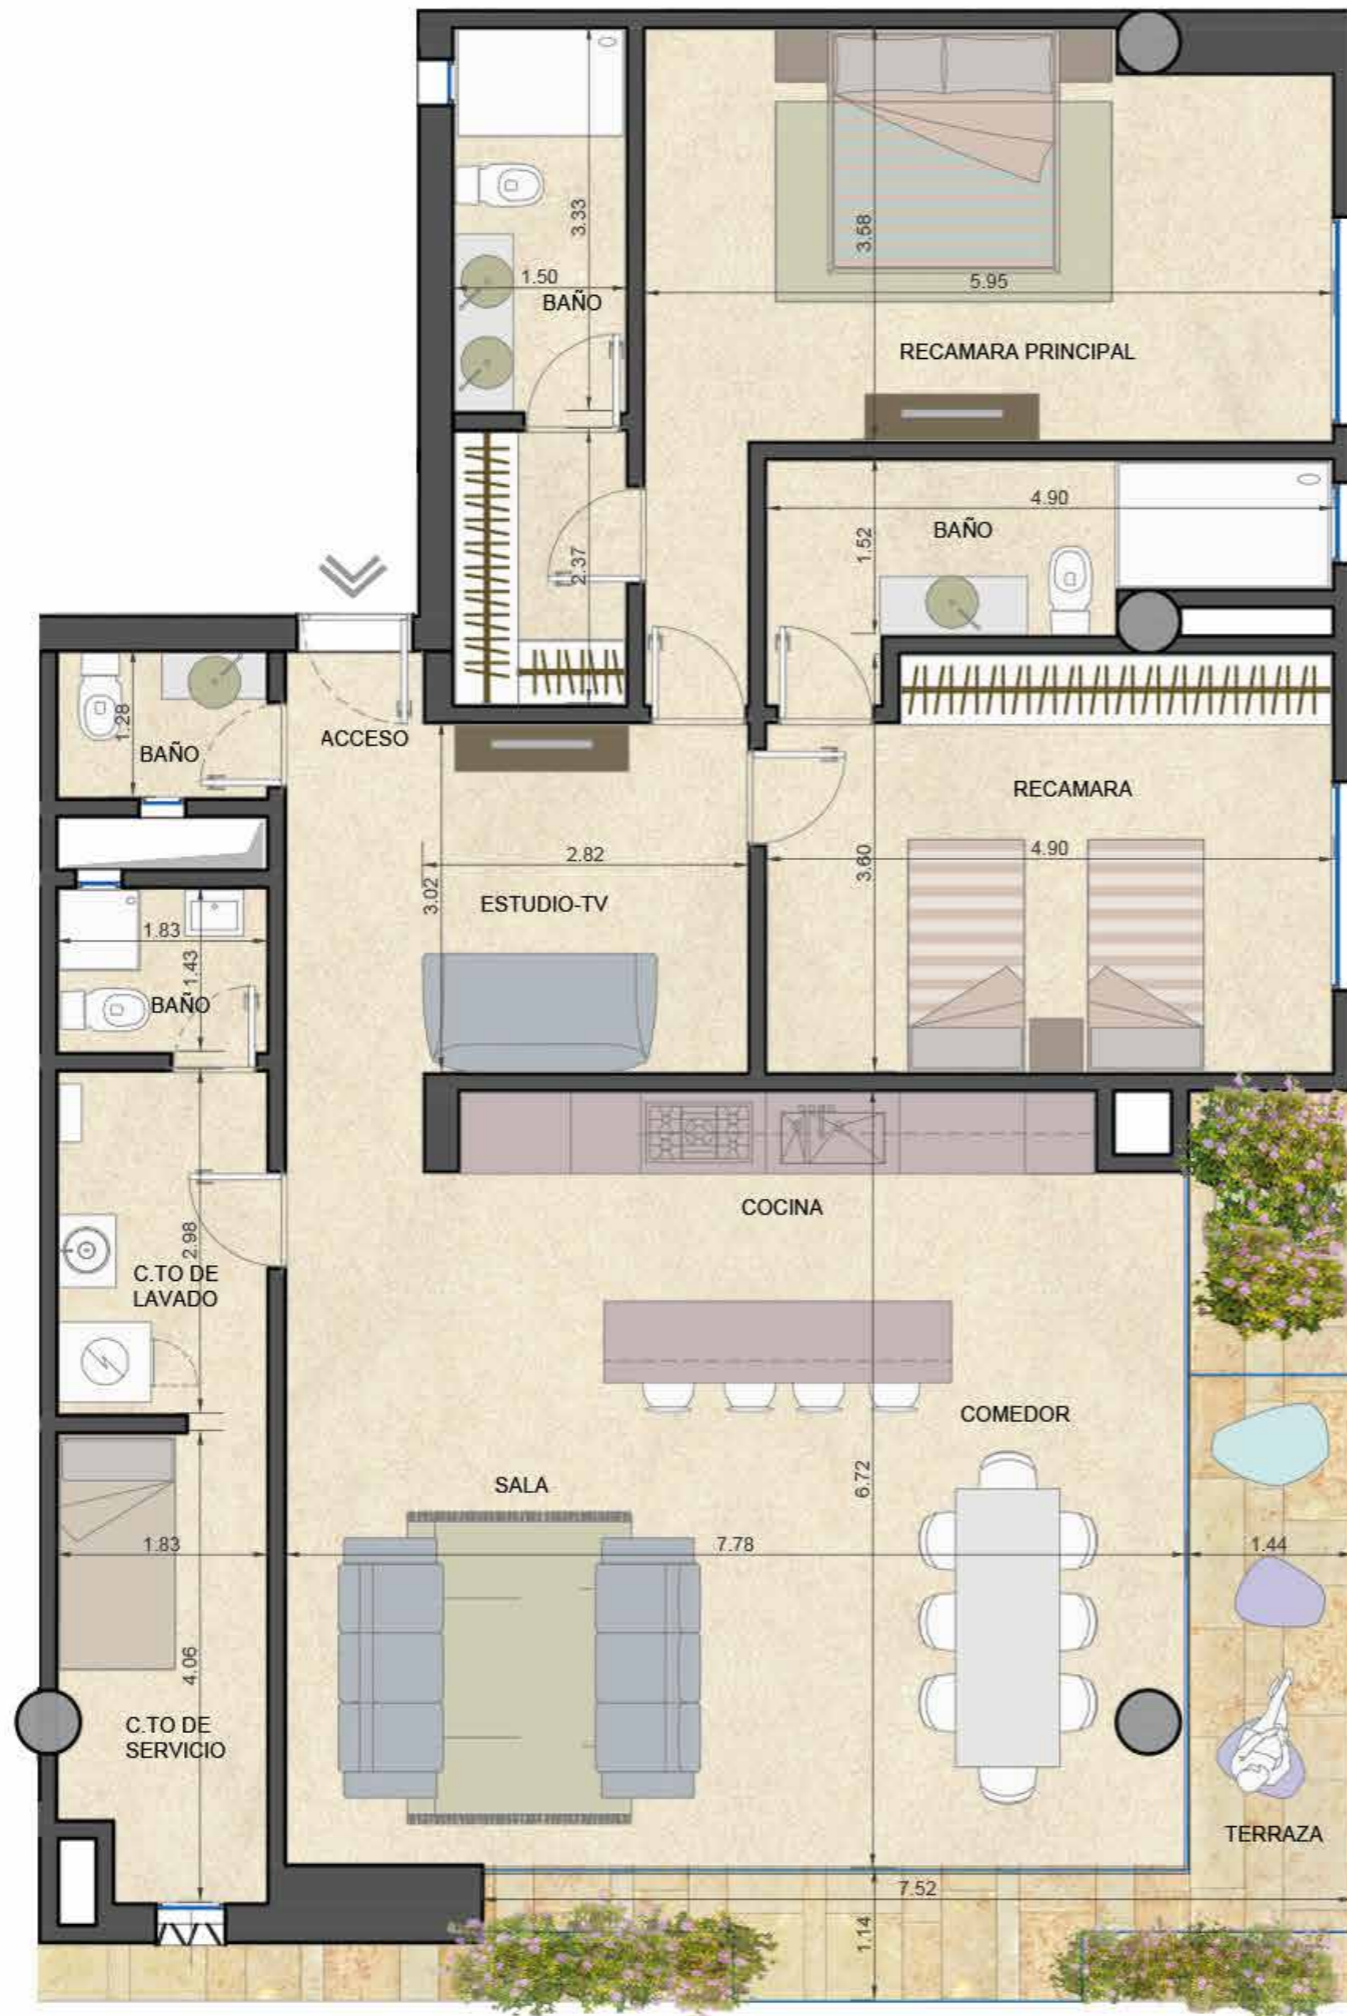 3.33
1.50
BAÑO
3.58
5.95
RECAMARA PRINCIPAL
2.37
4.90
1.52
BAÑO
1.28
BAÑO
ACCESO
RECAMARA
2.82
3.02
ESTUDIO-TV
4.90
3.60
1.83
1.43
BAÑO
COCINA
2.98
C.TO DE
LAVADO
COMEDOR
SALA
6.72
1.83
7.78
1.44
4.06
C.TO DE
SERVICIO
TERRAZA
7.52
1.14